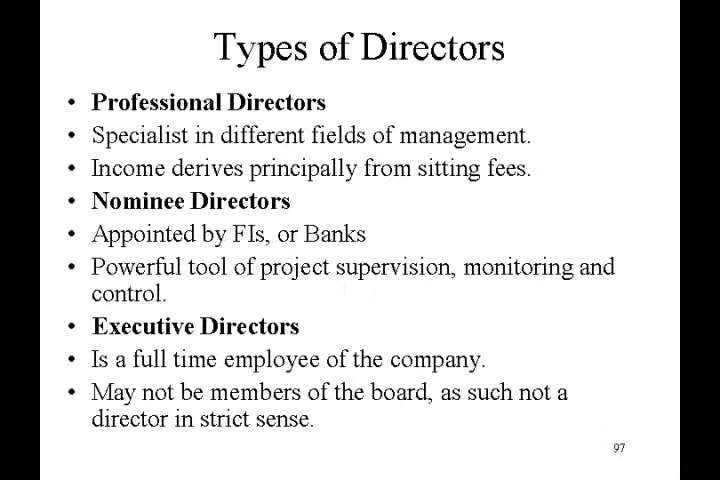 Types of Directors
• Professional Directors
• Specialist in different fields of management.
• Income derives principally from sitting fees.
• Nominee Directors
• Appointed by FIs, or Banks
• Powerful tool of project supervision, monitoring and
control.
• Executive Directors
• Is a full time employee of the company.
• May not be members of the board, as such not a
director in strict sense.
97